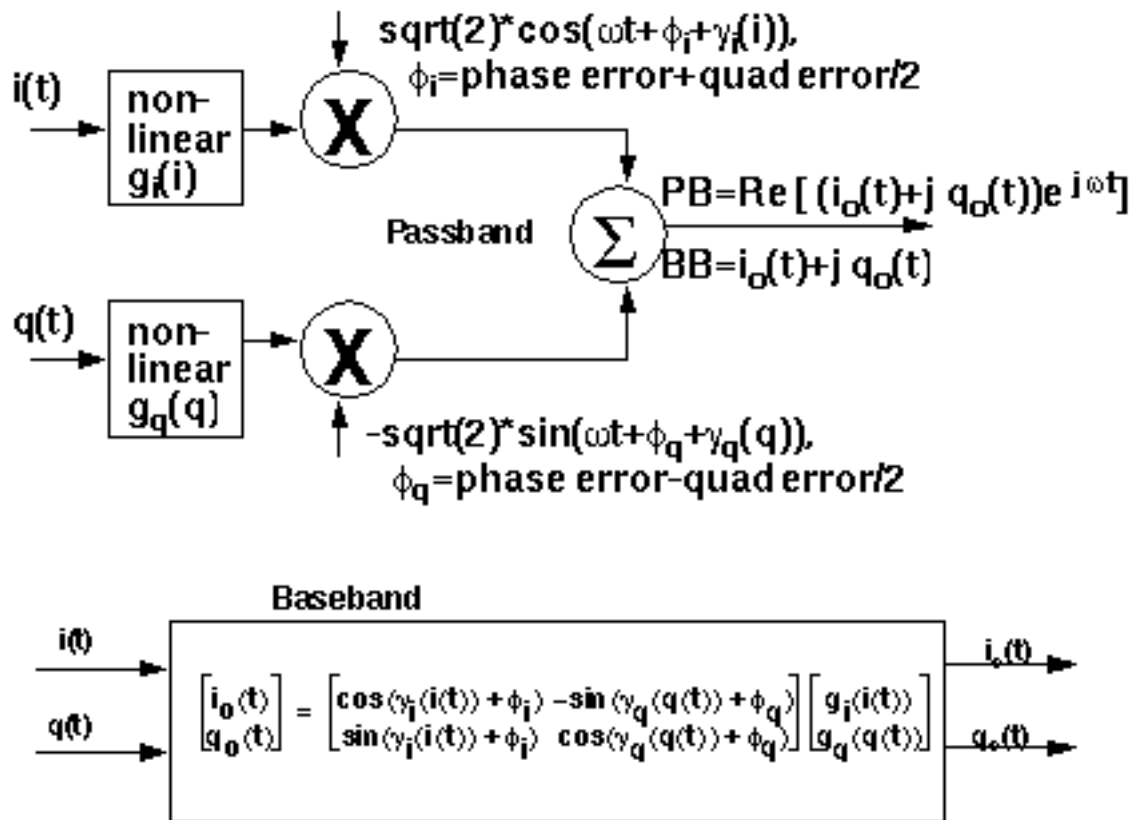 sqrt(2)*cos(ωt+ϕi+γi(i)),
ϕi=phase error+quad error/2
i(t)
non-
linear
gi(i)
X
PB=Re[ (io(t)+j qo(t))e jωt]
Passband
Σ
BB=io(t)+j qo(t)
q(t)
non-
linear
gq(q)
X
-sqrt(2)*sin(ωt+ϕq+γq(q)),
ϕq=phase error-quad error/2
Baseband
i(t)
io(t)
[io(t)] = [cos(γi(i(t))+ϕi) -sin(γq(q(t))+ϕq)] [gi(i(t))]
[qo(t)] [sin(γi(i(t))+ϕi) cos(γq(q(t))+ϕq)] [gq(q(t))]
q(t)
qo(t)